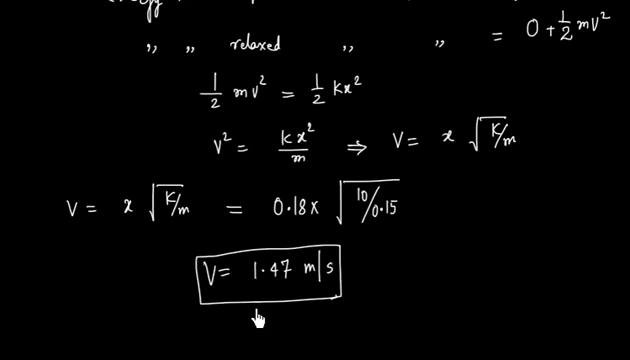 ,, ,, relaxed ,, ,, = 0 + 1/2 mv²
1/2 mv² = 1/2 kx²
v² = kx²/m ⇒ V = x √K/m
V = x √K/m = 0.18 x √10/0.15
V = 1.47 m/s